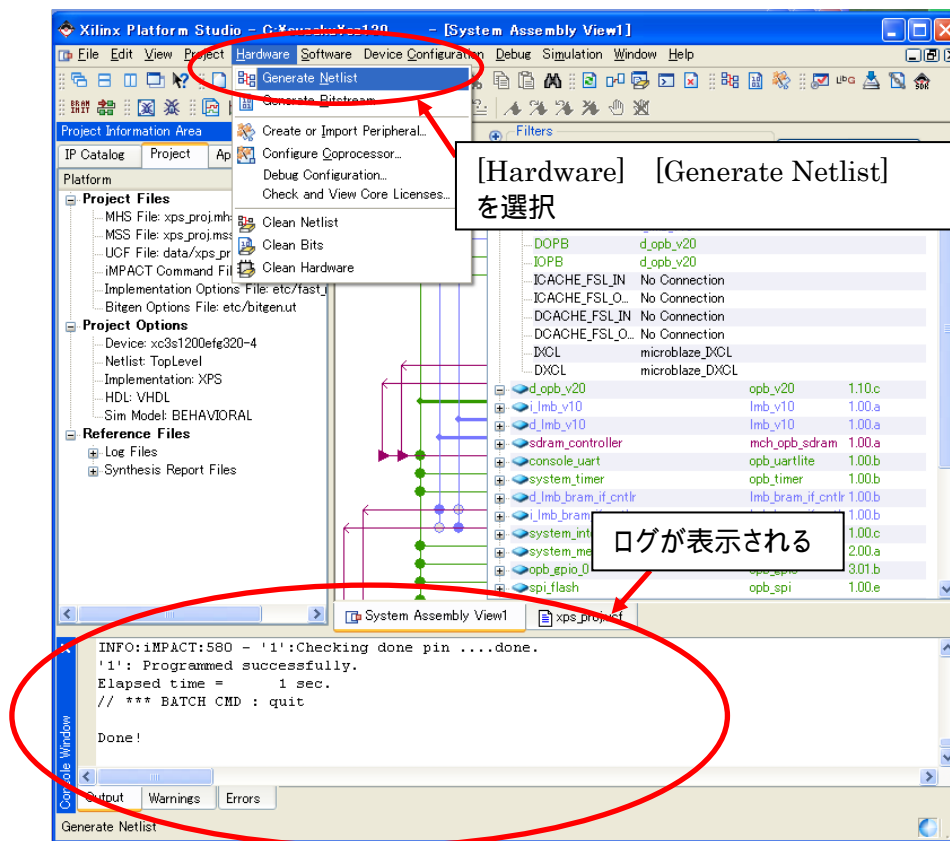 Xilinx Platform Studio - C:¥suzaku¥sz130 - [System Assembly View1]
File Edit View Project Hardware Software Device Configuration Debug Simulation Window Help
Generate Netlist
Generate Bitstream
Create or Import Peripheral...
Configure Coprocessor...
Debug Configuration...
Check and View Core Licenses...
Clean Netlist
Clean Bits
Clean Hardware
[Hardware] [Generate Netlist]
を選択
Project Information Area
IP Catalog Project Ap
Platform
Project Files
MHS File: xps_proj.mhs
MSS File: xps_proj.mss
UCF File: data/xps_pr
iMPACT Command Fil
Implementation Options File: etc/fast_r
Bitgen Options File: etc/bitgen.ut
Project Options
Device: xc3s1200efg320-4
Netlist: TopLevel
Implementation: XPS
HDL: VHDL
Sim Model: BEHAVIORAL
Reference Files
Log Files
Synthesis Report Files
Filters
DOPB d_opb_v20
IOPB d_opb_v20
ICACHE_FSL_IN No Connection
ICACHE_FSL_O... No Connection
DCACHE_FSL_IN No Connection
DCACHE_FSL_O... No Connection
IXCL microblaze_IXCL
DXCL microblaze_DXCL
d_opb_v20 opb_v20 1.10.c
i_lmb_v10 lmb_v10 1.00.a
d_lmb_v10 lmb_v10 1.00.a
sdram_controller mch_opb_sdram 1.00.a
console_uart opb_uartlite 1.00.b
system_timer opb_timer 1.00.b
d_lmb_bram_if_cntlr lmb_bram_if_cntlr 1.00.b
1.00.b
system_int 1.00.c
system_me 2.00.a
opb_gpio_0 opb_gpio 3.01.b
spi_flash opb_spi 1.00.e
ログが表示される
System Assembly View1 xps_proj.ucf
INFO:iMPACT:580 - '1':Checking done pin ....done.
'1': Programmed successfully.
Elapsed time = 1 sec.
// *** BATCH CMD : quit
Done!
Console Window
Output Warnings Errors
Generate Netlist